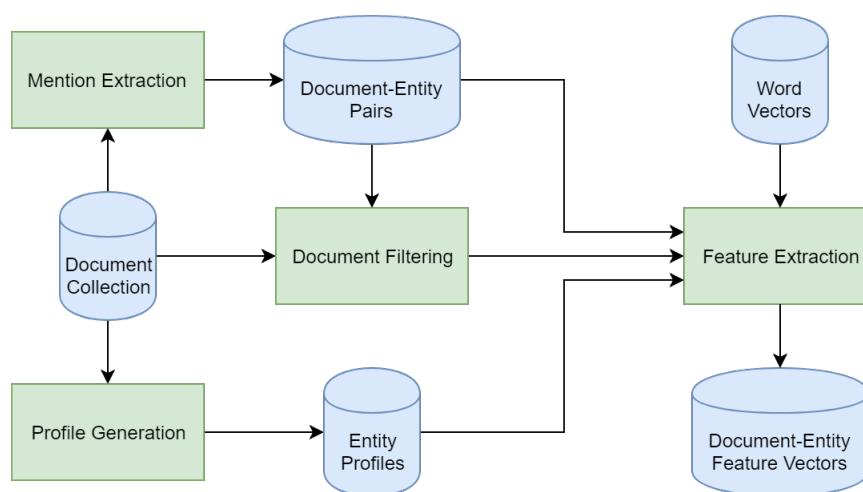 Mention Extraction
Document-Entity
Pairs
Word
Vectors
Document
Collection
Document Filtering
Feature Extraction
Profile Generation
Entity
Profiles
Document-Entity
Feature Vectors